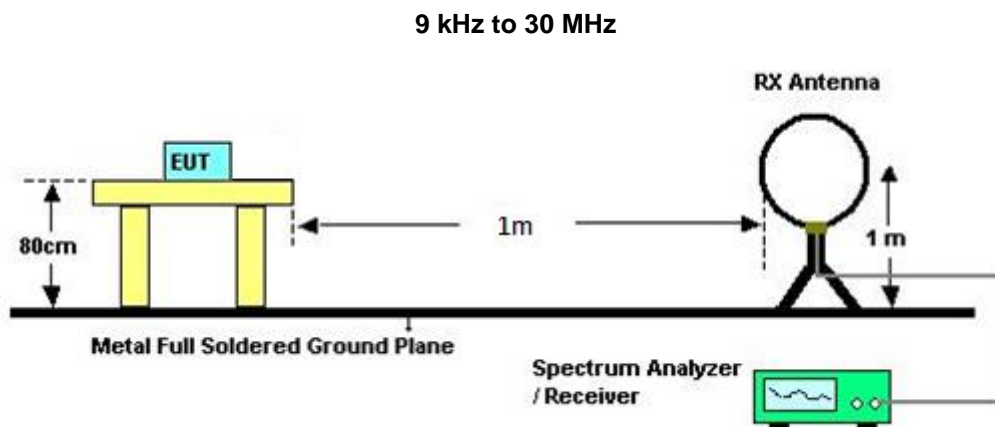 9 kHz to 30 MHz
RX Antenna
EUT
80cm
1m
1 m
Metal Full Soldered Ground Plane
Spectrum Analyzer
/ Receiver